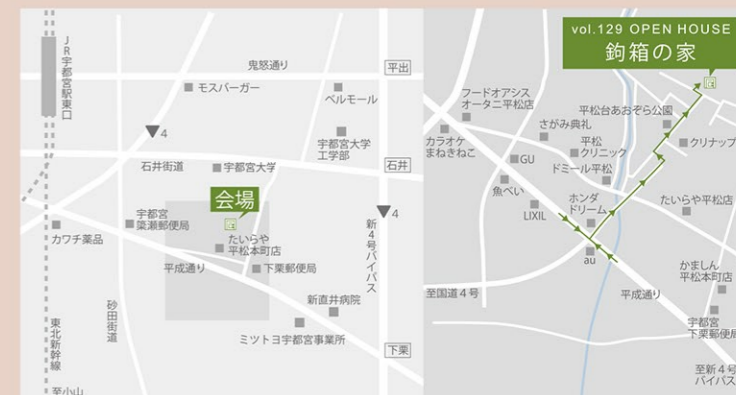 JR宇都宮駅東口
鬼怒通り
平出
モスバーガー
ベルモール
4
宇都宮大学
工学部
石井街道
宇都宮大学
石井
会場
4
宇都宮
簗瀬郵便局
カワチ薬品
たいらや
平松本町店
平成通り
下栗郵便局
新4号バイパス
砂田街道
新直井病院
ミツトヨ宇都宮事業所
下栗
東北新幹線
至小山
vol.129 OPEN HOUSE
鉤箱の家
フードオアシス
オータニ平松店
平松台あおぞら公園
さがみ典礼
カラオケ
まねきねこ
平松
クリニック
クリナップ
GU
ドミール平松
魚べい
ホンダ
ドリーム
たいらや平松店
LIXIL
au
かましん
平松本町店
至国道4号
平成通り
宇都宮
下栗郵便局
至新4号
バイパス